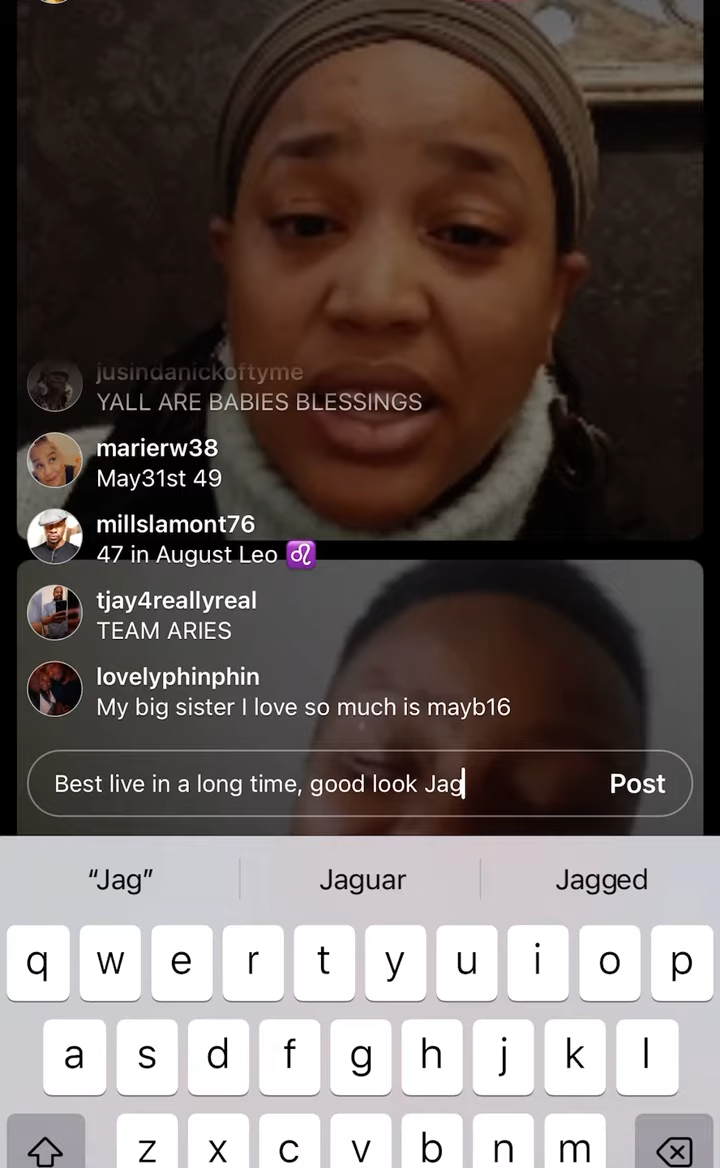 jusindanickoftyme
YALL ARE BABIES BLESSINGS
marierw38
May31st 49
millslamont76
47 in August Leo ♌
tjay4reallyreal
TEAM ARIES
lovelyphinphin
My big sister I love so much is mayb16
Best live in a long time, good look Jag Post
“Jag” Jaguar Jagged
q w e r t y u i o p
a s d f g h j k l
z x c v b n m